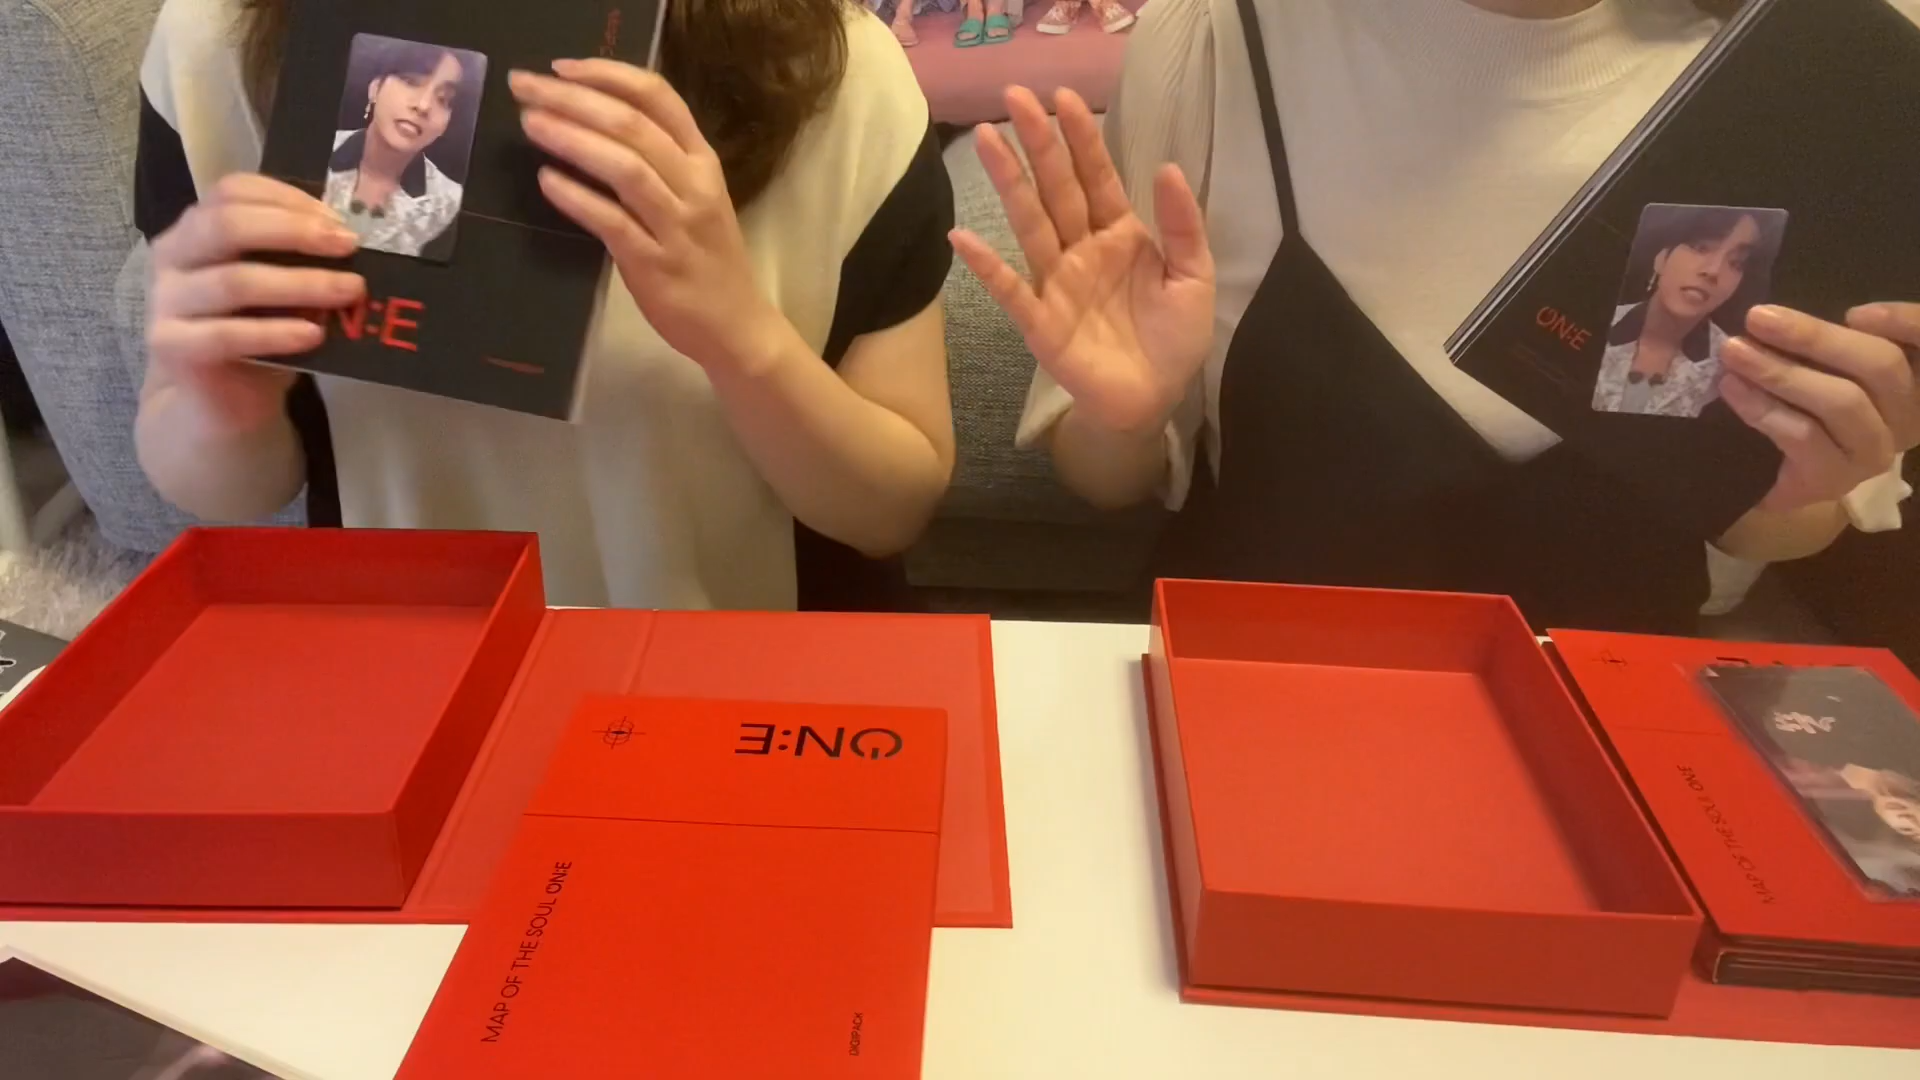 ON:E
ON:E
ON:E
MAP OF THE SOUL ON:E
DIGIPACK
MAP OF THE SOUL ON:E